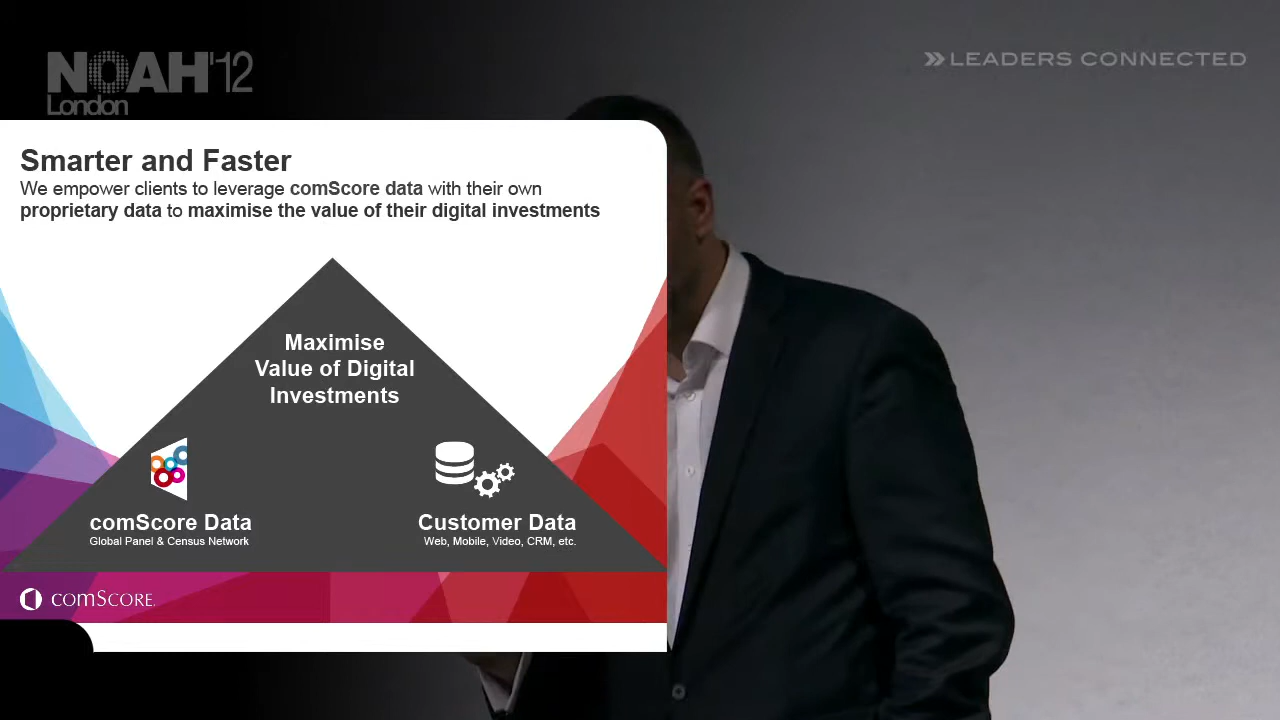 NOAH'12
London
LEADERS CONNECTED
Smarter and Faster
We empower clients to leverage comScore data with their own
proprietary data to maximise the value of their digital investments
Maximise
Value of Digital
Investments
comScore Data
Global Panel & Census Network
Customer Data
Web, Mobile, Video, CRM, etc.
COMSCORE.